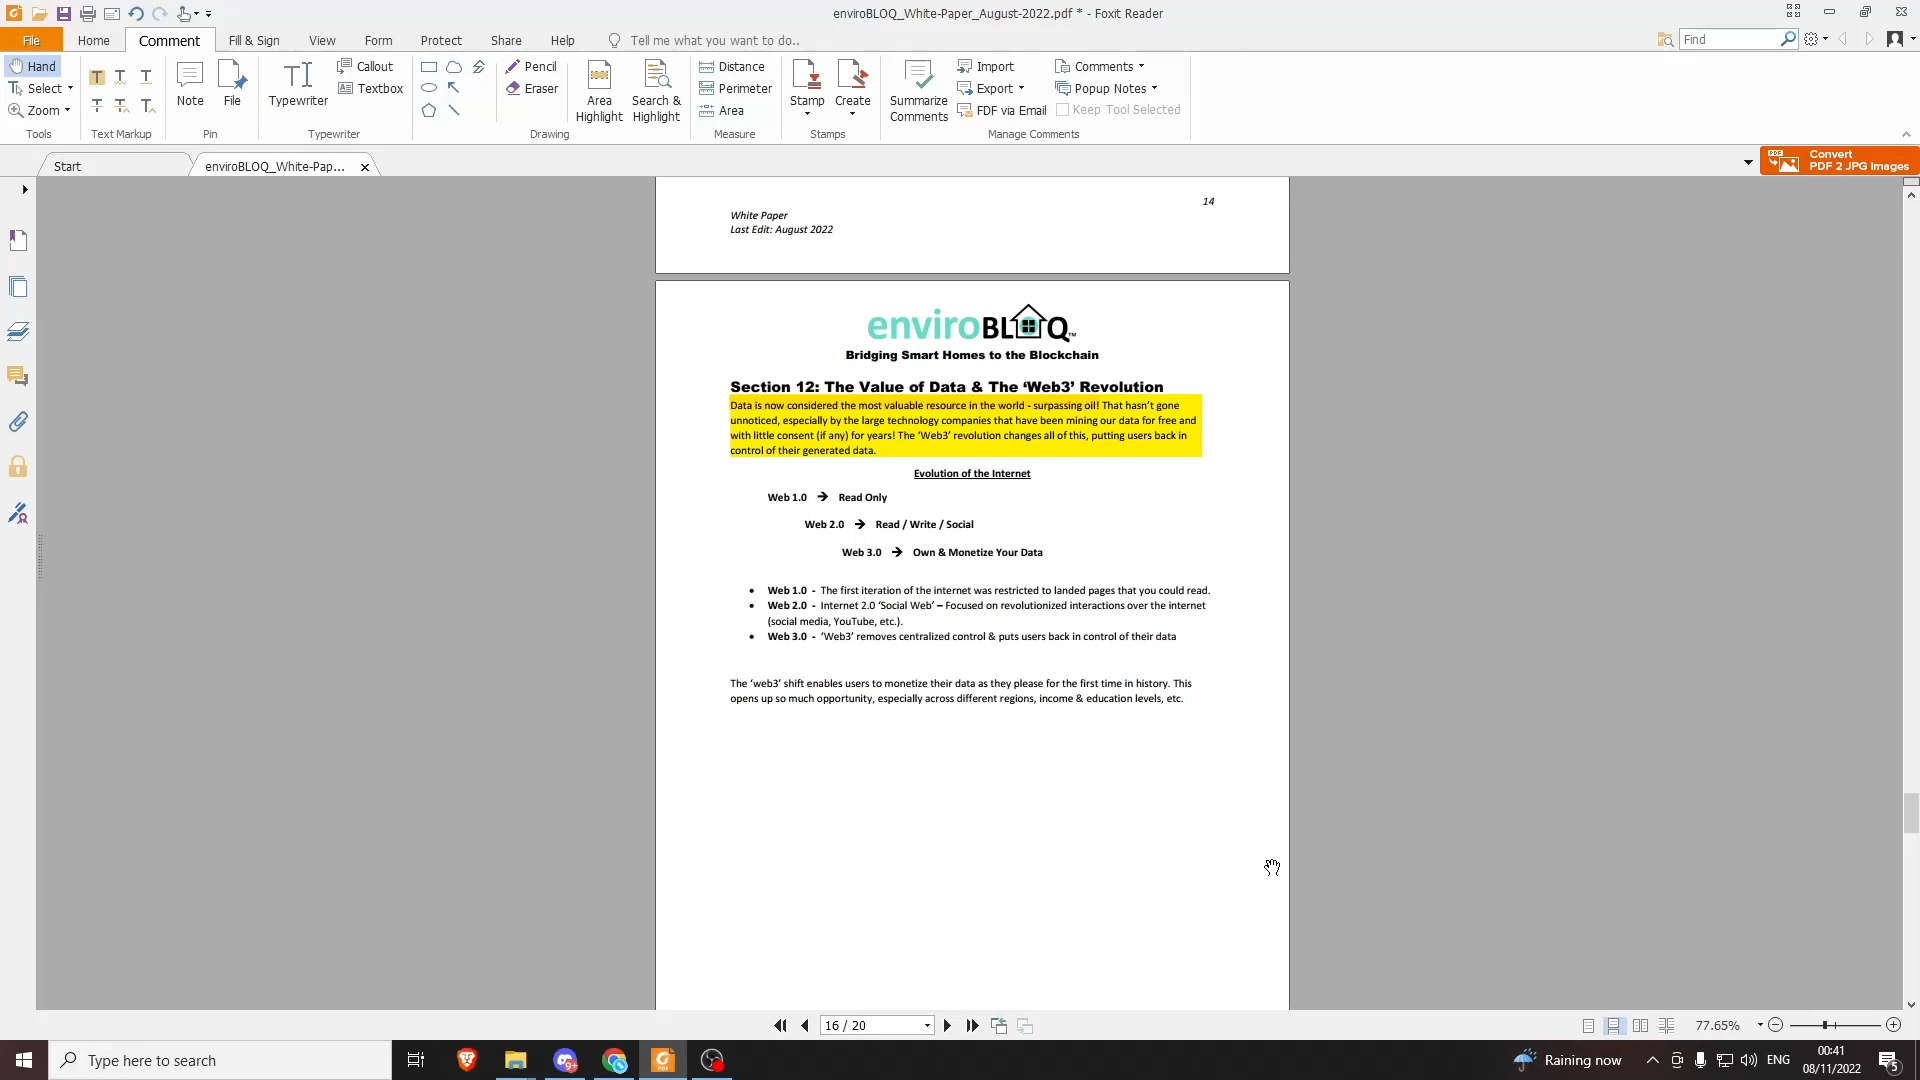 enviroBLOQ_White-Paper_August-2022.pdf * - Foxit Reader
File Home Comment Fill & Sign View Form Protect Share Help Tell me what you want to do.. Find
Hand
Select
Zoom
Tools
Text Markup
Note
File
Pin
Typewriter
Callout
Textbox
Typewriter
Pencil
Eraser
Area
Highlight
Search &
Highlight
Drawing
Distance
Perimeter
Area
Measure
Stamp
Create
Stamps
Summarize
Comments
Import
Export
FDF via Email
Comments
Popup Notes
Keep Tool Selected
Manage Comments
Start
enviroBLOQ_White-Pap...
Convert
PDF 2 JPG Images
14
White Paper
Last Edit: August 2022
enviroBLOQ™
Bridging Smart Homes to the Blockchain
Section 12: The Value of Data & The ‘Web3’ Revolution
Data is now considered the most valuable resource in the world - surpassing oil! That hasn’t gone
unnoticed, especially by the large technology companies that have been mining our data for free and
with little consent (if any) for years! The ‘Web3’ revolution changes all of this, putting users back in
control of their generated data.
Evolution of the Internet
Web 1.0 → Read Only
Web 2.0 → Read / Write / Social
Web 3.0 → Own & Monetize Your Data
• Web 1.0 - The first iteration of the internet was restricted to landed pages that you could read.
• Web 2.0 - Internet 2.0 ‘Social Web’ – Focused on revolutionized interactions over the internet
(social media, YouTube, etc.).
• Web 3.0 - ‘Web3’ removes centralized control & puts users back in control of their data
The ‘web3’ shift enables users to monetize their data as they please for the first time in history. This
opens up so much opportunity, especially across different regions, income & education levels, etc.
16 / 20
77.65%
Type here to search
9+
Raining now
ENG
00:41
08/11/2022
5